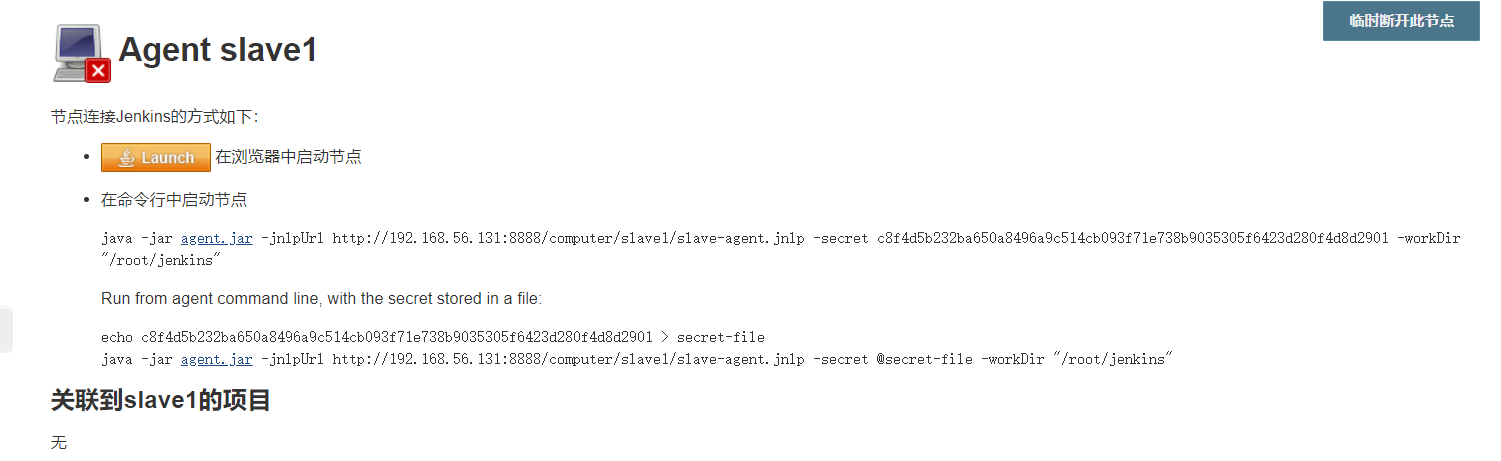 临时断开此节点
Agent slave1
节点连接Jenkins的方式如下：
Launch 在浏览器中启动节点
在命令行中启动节点
java -jar agent.jar -jnlpUrl http://192.168.56.131:8888/computer/slave1/slave-agent.jnlp -secret c8f4d5b232ba650a8496a9c514cb093f71e738b9035305f6423d280f4d8d2901 -workDir
"/root/jenkins"
Run from agent command line, with the secret stored in a file:
echo c8f4d5b232ba650a8496a9c514cb093f71e738b9035305f6423d280f4d8d2901 > secret-file
java -jar agent.jar -jnlpUrl http://192.168.56.131:8888/computer/slave1/slave-agent.jnlp -secret @secret-file -workDir "/root/jenkins"
关联到slave1的项目
无